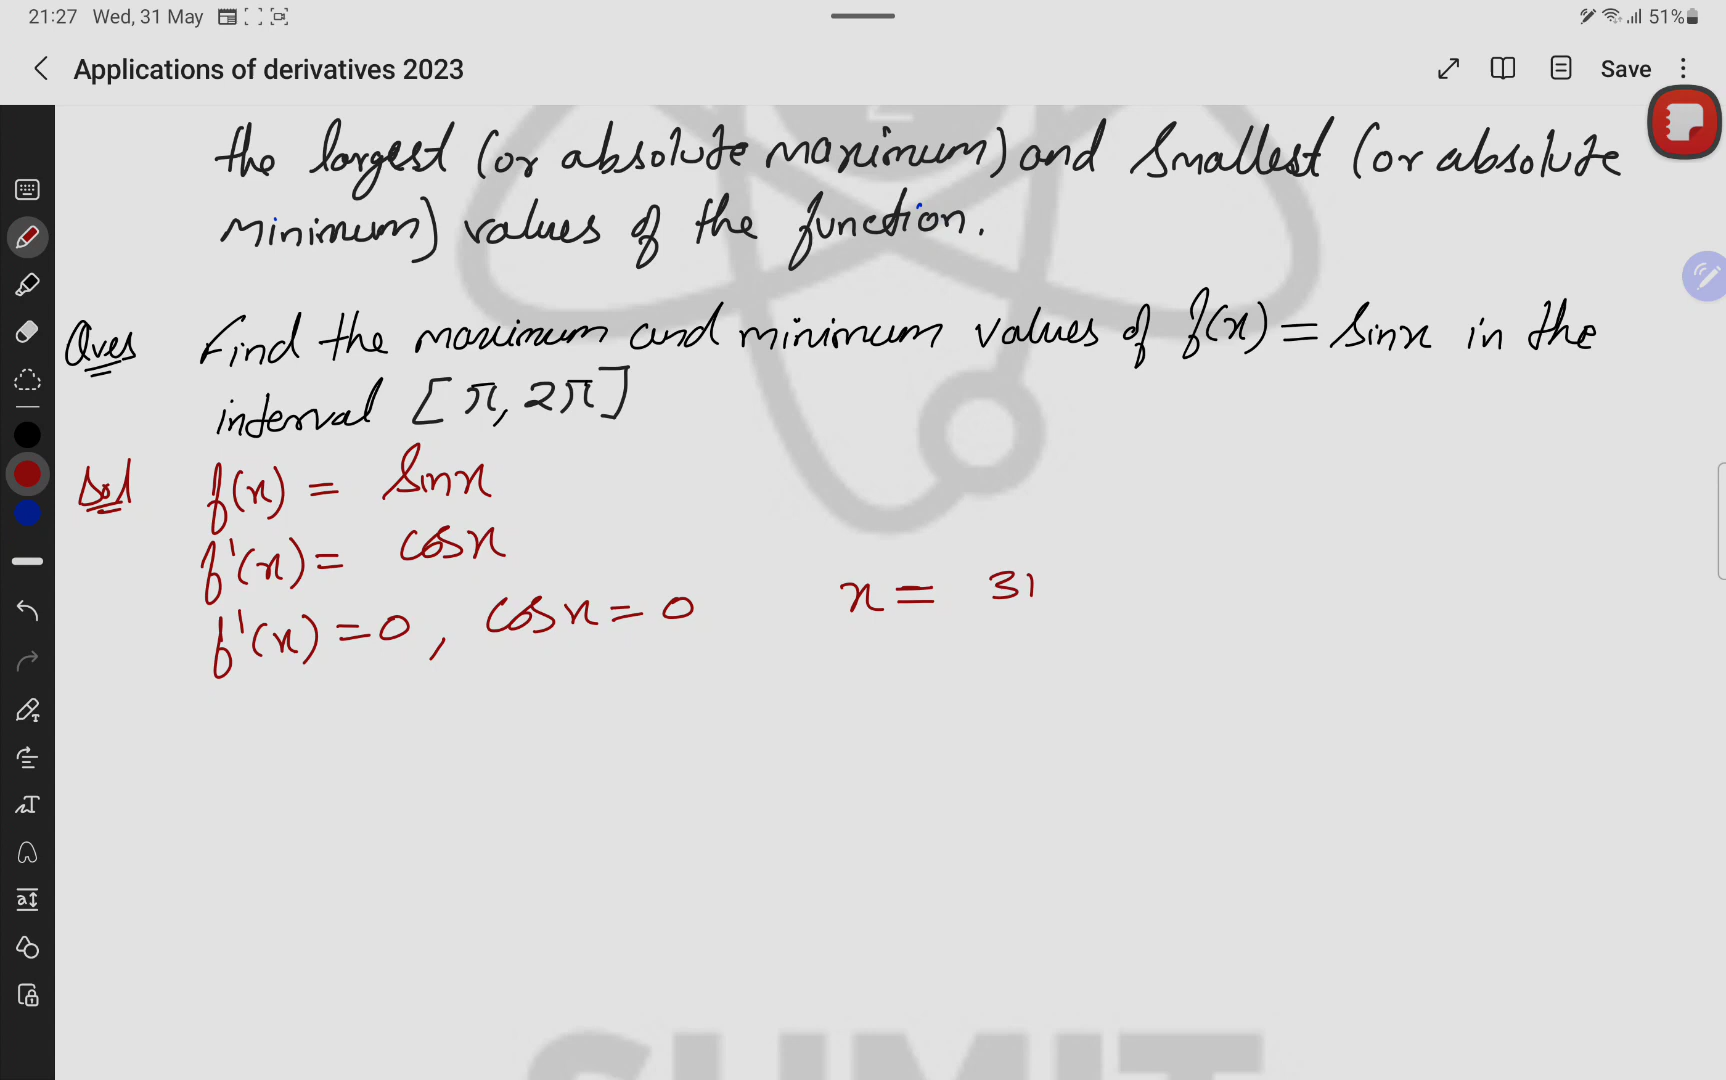 21:27 Wed, 31 May 51%
Applications of derivatives 2023 Save
the largest (or absolute maximum) and smallest (or absolute
minimum) values of the function.
Ques Find the maximum and minimum values of f(x) = sinx in the
interval [π, 2π]
Sol f(x) = sinx
f'(x) = cosx
f'(x) = 0, cosx = 0 x = 3
SUMIT